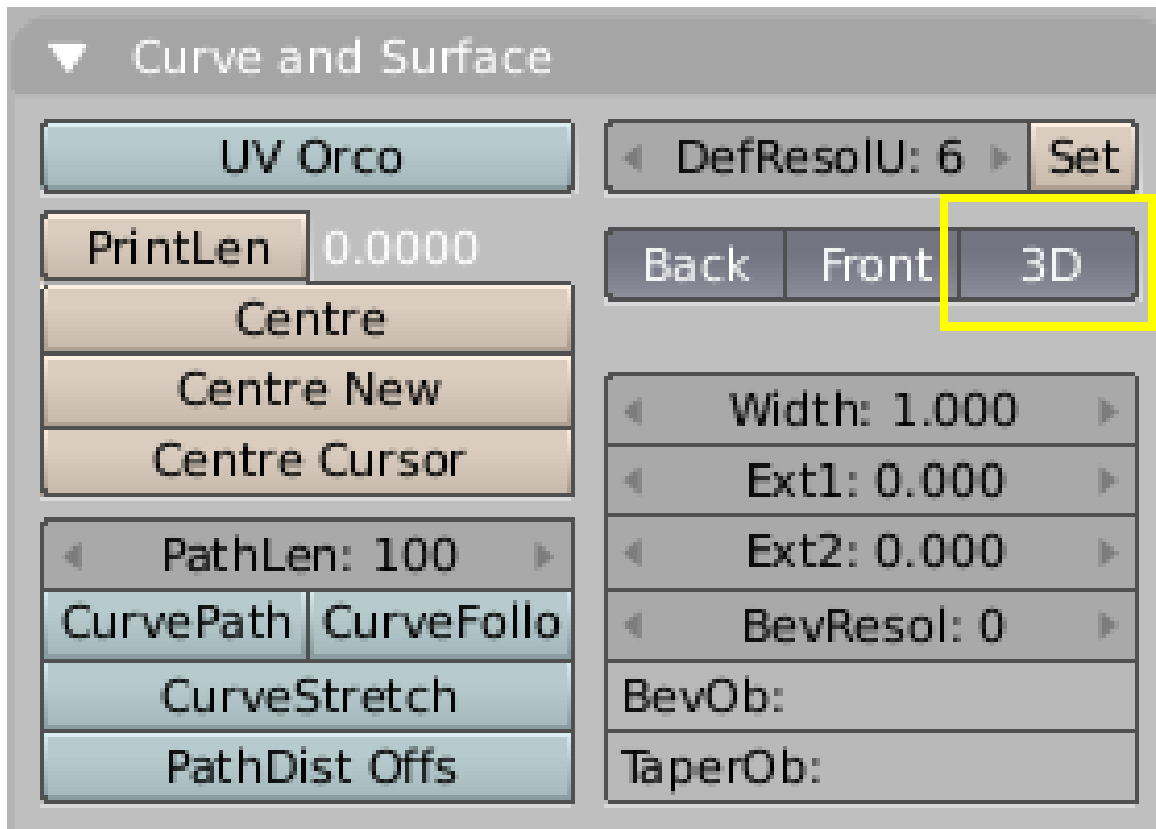 Curve and Surface
UV Orco
PrintLen 0.0000
Centre
Centre New
Centre Cursor
PathLen: 100
CurvePath CurveFollo
CurveStretch
PathDist Offs
DefResolU: 6 Set
Back Front 3D
Width: 1.000
Ext1: 0.000
Ext2: 0.000
BevResol: 0
BevOb:
TaperOb: